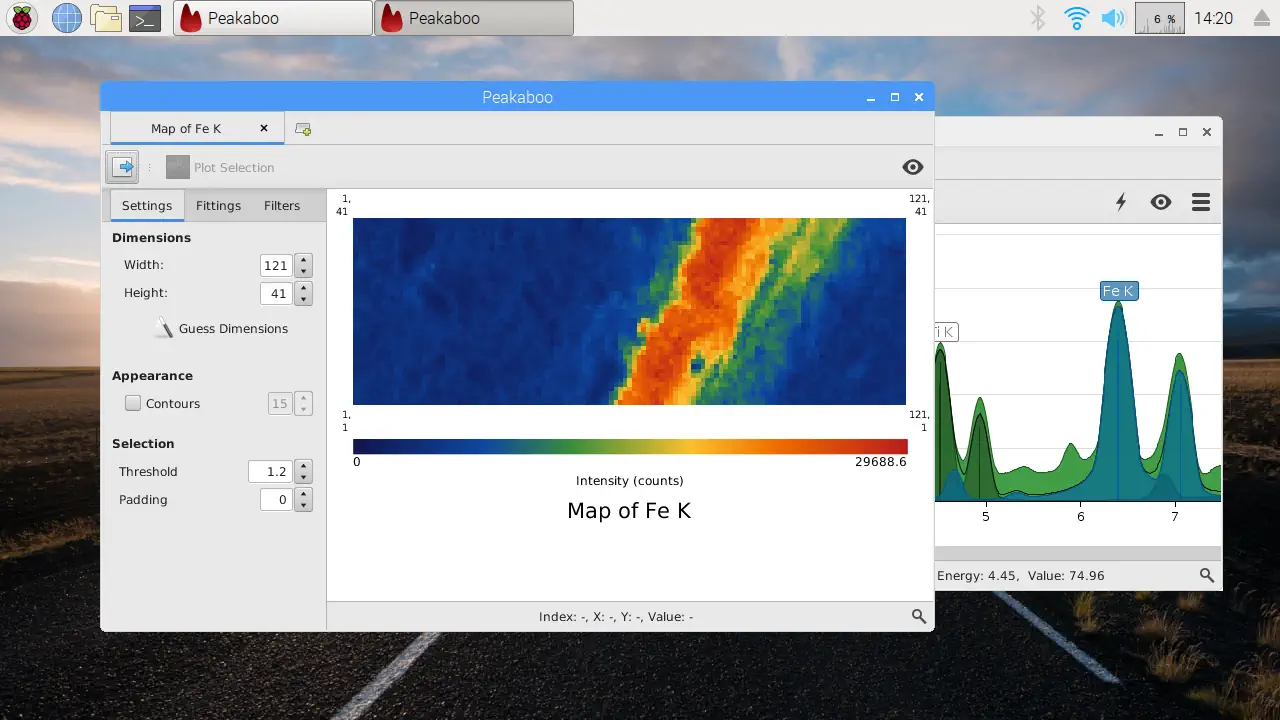 Peakaboo
Peakaboo
6 %
14:20
Peakaboo
Map of Fe K
Plot Selection
Settings
Fittings
Filters
Dimensions
Width:
121
Height:
41
Guess Dimensions
Appearance
Contours
15
Selection
Threshold
1.2
Padding
0
1,
41
121,
41
1,
1
121,
1
0
29688.6
Intensity (counts)
Map of Fe K
Index: -, X: -, Y: -, Value: -
Fe K
i K
5
6
7
Energy: 4.45, Value: 74.96